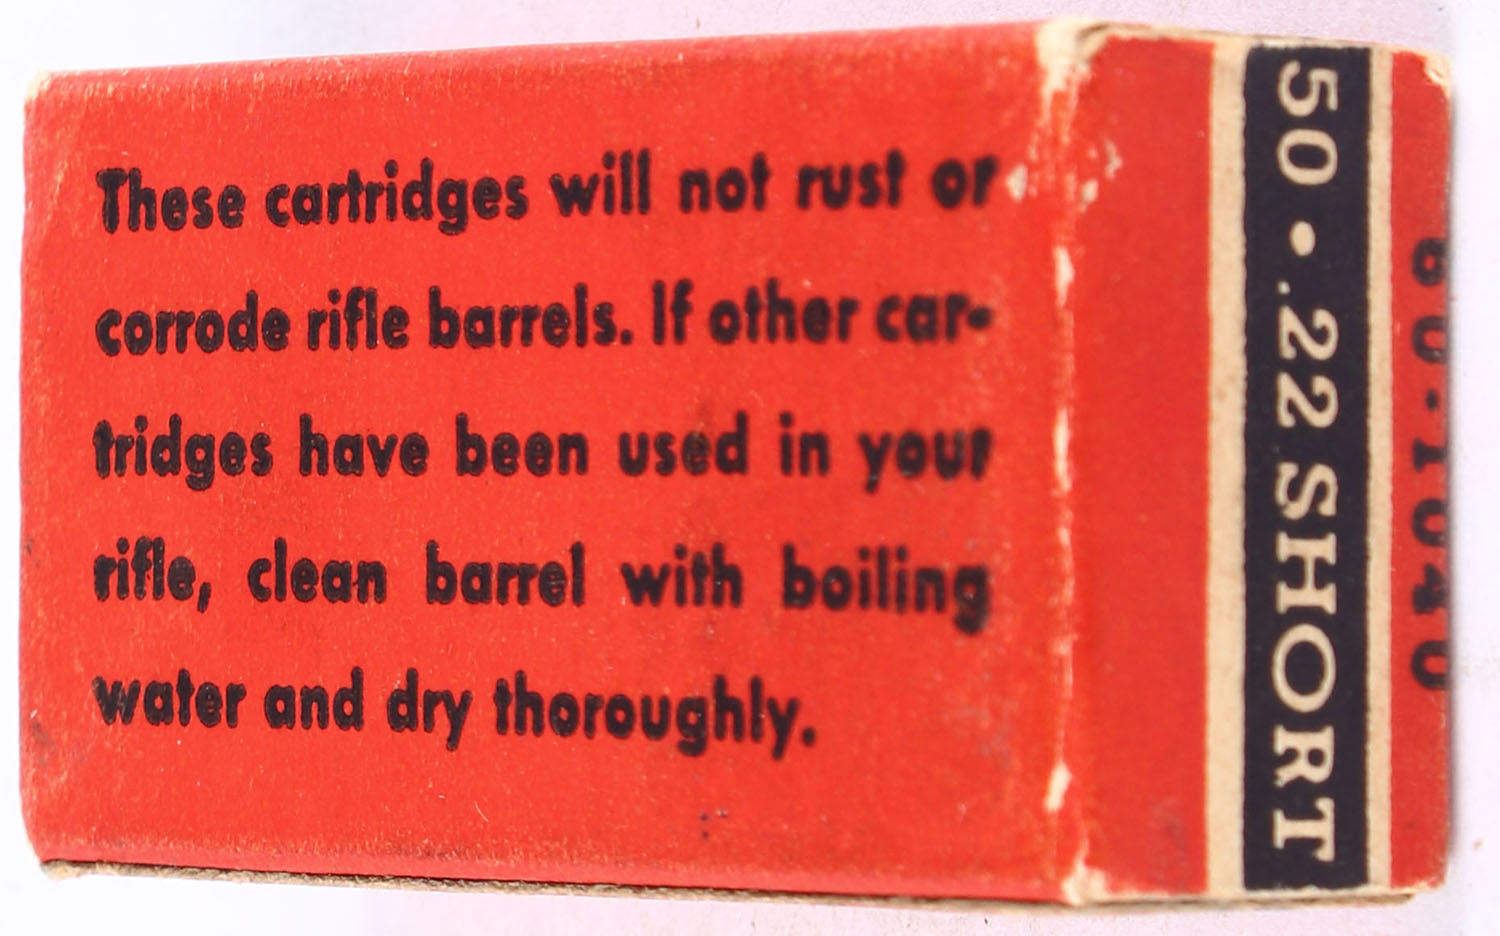 These cartridges will not rust or
corrode rifle barrels. If other car-
tridges have been used in your
rifle, clean barrel with boiling
water and dry thoroughly.
50 • .22 SHORT